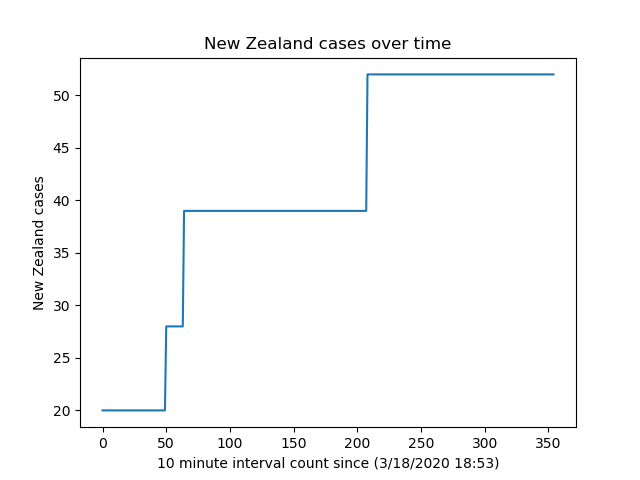 New Zealand cases over time
New Zealand cases
50
45
40
35
30
25
20
0 50 100 150 200 250 300 350
10 minute interval count since (3/18/2020 18:53)